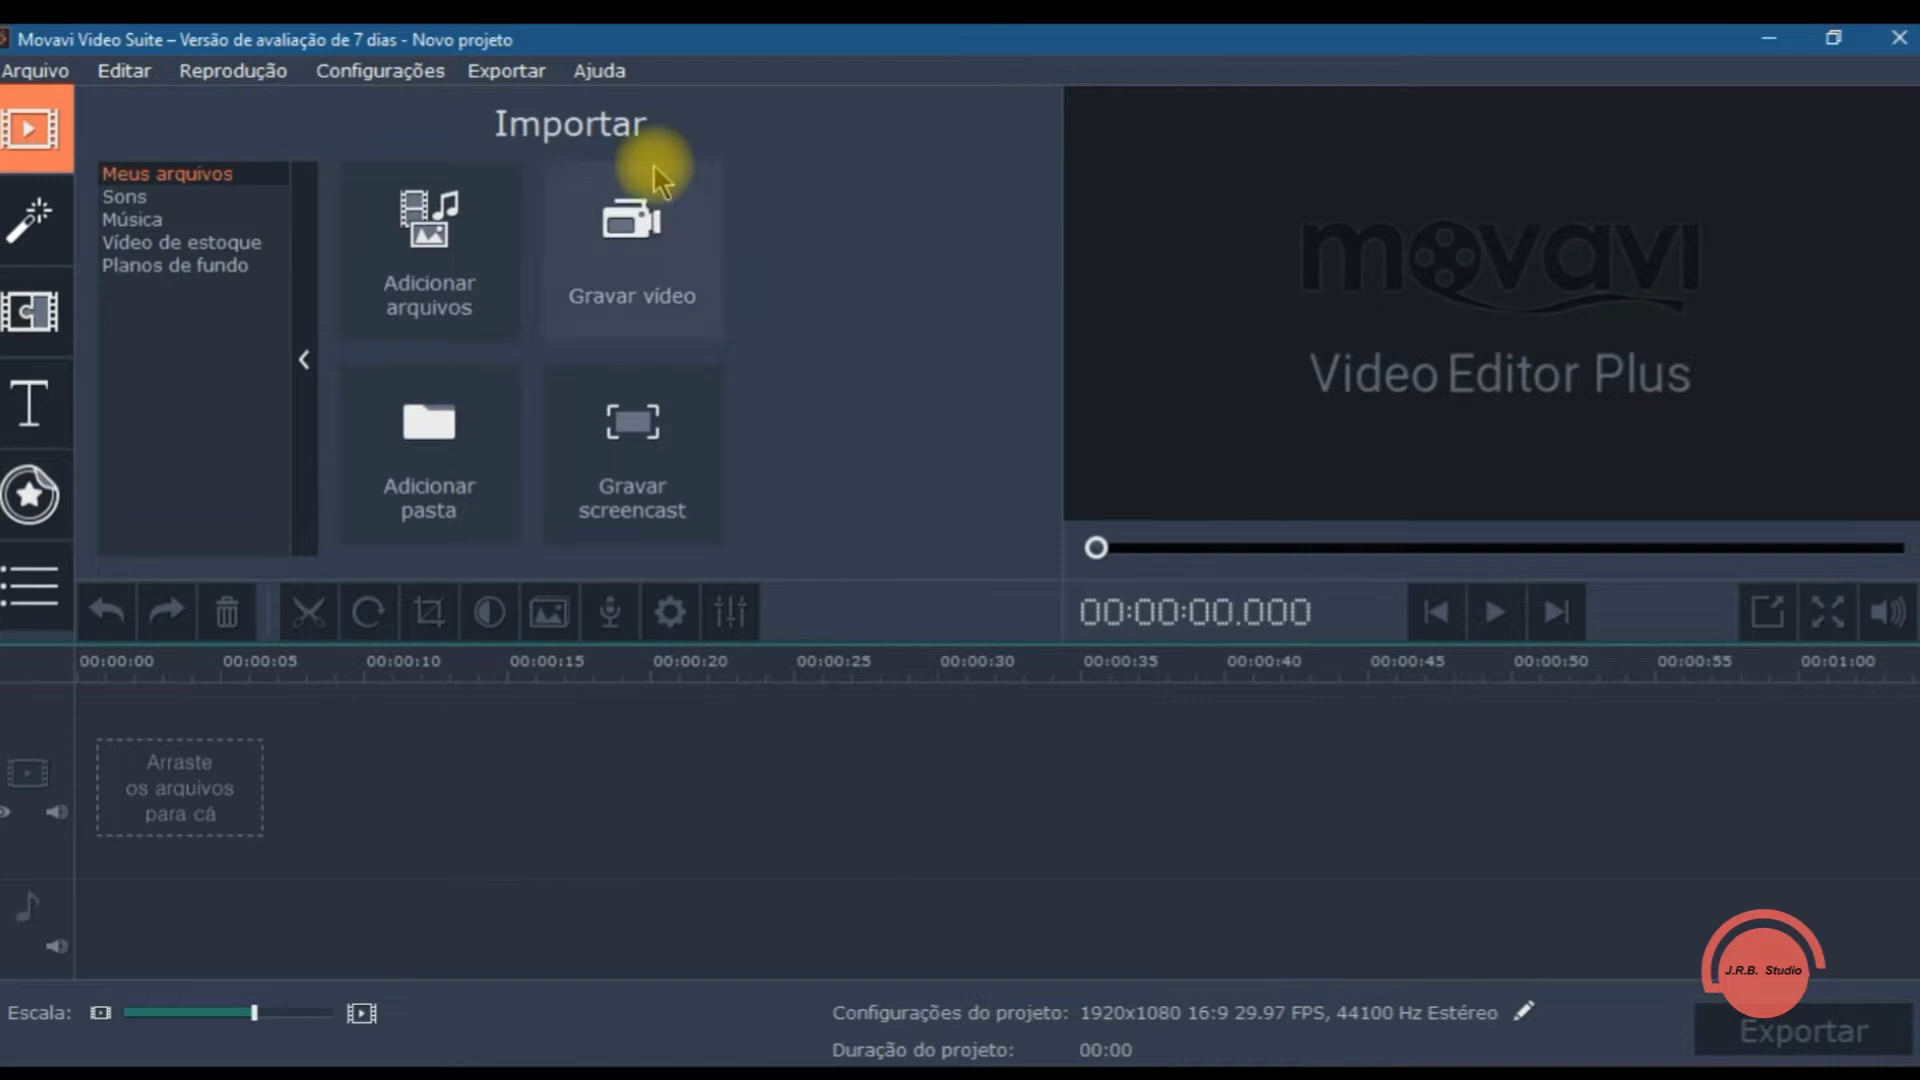 Movavi Video Suite – Versão de avaliação de 7 dias - Novo projeto
Arquivo Editar Reprodução Configurações Exportar Ajuda
Importar
Meus arquivos
Sons
Música
Vídeo de estoque
Planos de fundo
Adicionar
arquivos
Gravar vídeo
Adicionar
pasta
Gravar
screencast
movavi
Video Editor Plus
00:00:00.000
00:00:00 00:00:05 00:00:10 00:00:15 00:00:20 00:00:25 00:00:30 00:00:35 00:00:40 00:00:45 00:00:50 00:00:55 00:01:00
Arraste
os arquivos
para cá
J.R.B. Studio
Escala:
Configurações do projeto: 1920x1080 16:9 29.97 FPS, 44100 Hz Estéreo
Duração do projeto: 00:00
Exportar